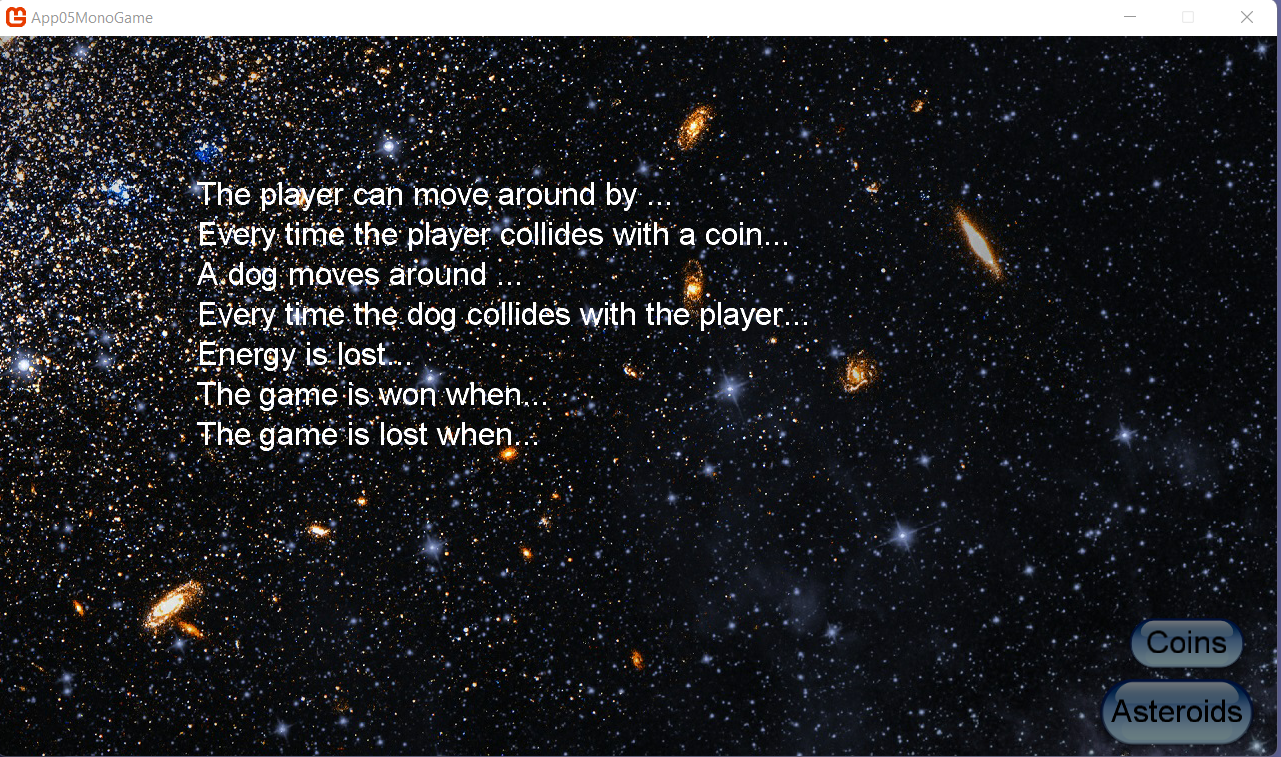 App05MonoGame
The player can move around by ...
Every time the player collides with a coin...
A dog moves around ...
Every time the dog collides with the player...
Energy is lost...
The game is won when...
The game is lost when...
Coins
Asteroids